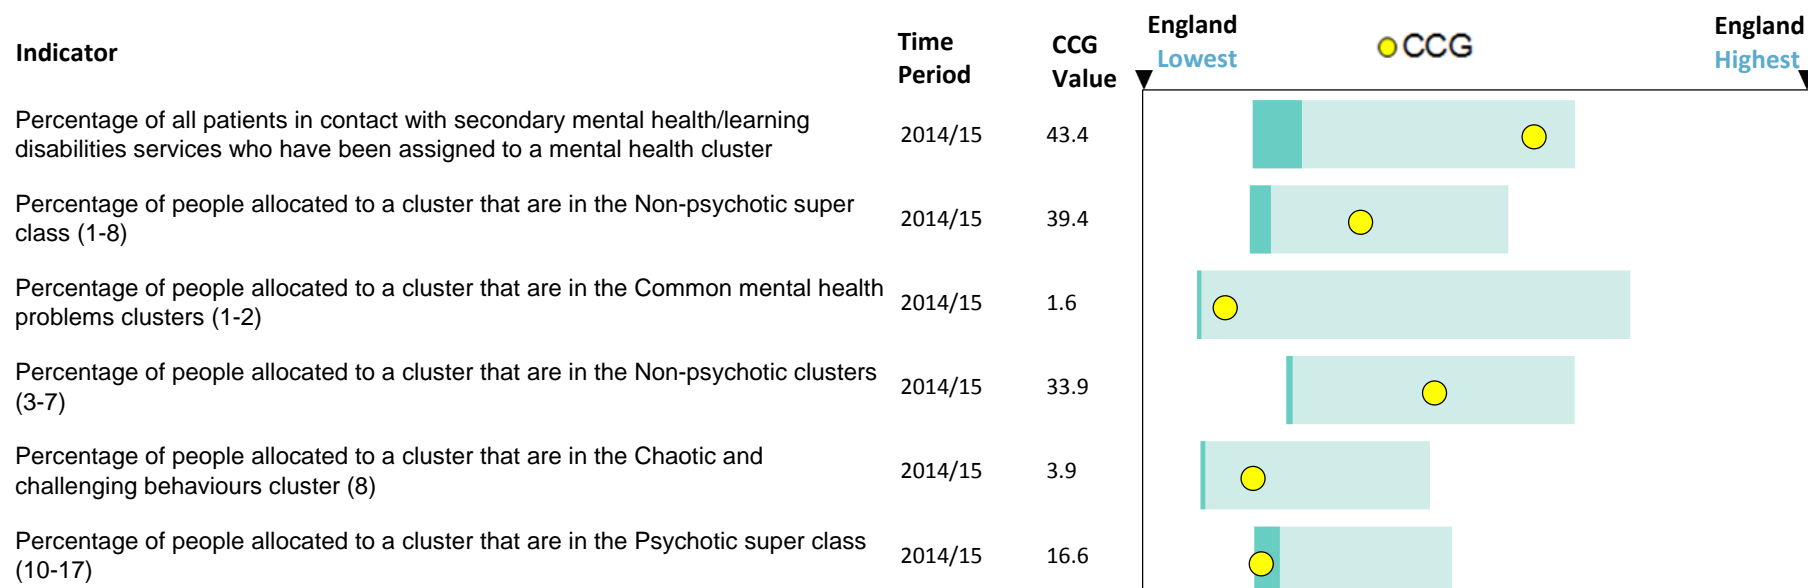 Indicator
Time Period
CCG Value
England Lowest
CCG
England Highest
Percentage of all patients in contact with secondary mental health/learning
disabilities services who have been assigned to a mental health cluster
2014/15 43.4
Percentage of people allocated to a cluster that are in the Non-psychotic super
class (1-8)
2014/15 39.4
Percentage of people allocated to a cluster that are in the Common mental health
problems clusters (1-2)
2014/15 1.6
Percentage of people allocated to a cluster that are in the Non-psychotic clusters
(3-7)
2014/15 33.9
Percentage of people allocated to a cluster that are in the Chaotic and
challenging behaviours cluster (8)
2014/15 3.9
Percentage of people allocated to a cluster that are in the Psychotic super class
(10-17)
2014/15 16.6